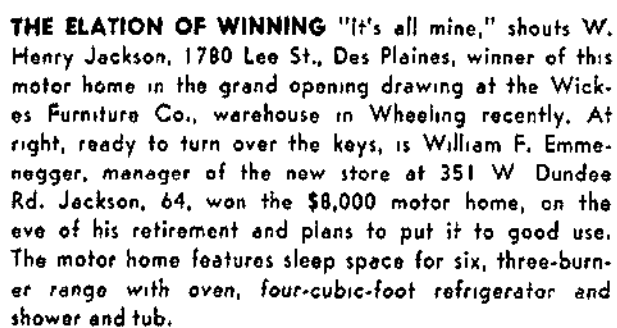 THE ELATION OF WINNING "it's all mine," shouts W.
Henry Jackson, 1780 Lee St., Des Plaines, winner of this
motor home in the grand opening drawing at the Wick-
es Furniture Co., warehouse in Wheeling recently. At
right, ready to turn over the keys, is William F. Emme-
negger, manager of the new store at 351 W Dundee
Rd. Jackson, 64, won the $8,000 motor home, on the
eve of his retirement and plans to put it to good use.
The motor home features sleep space for six, three-burn-
er range with oven, four-cubic-foot refrigerator and
shower and tub.